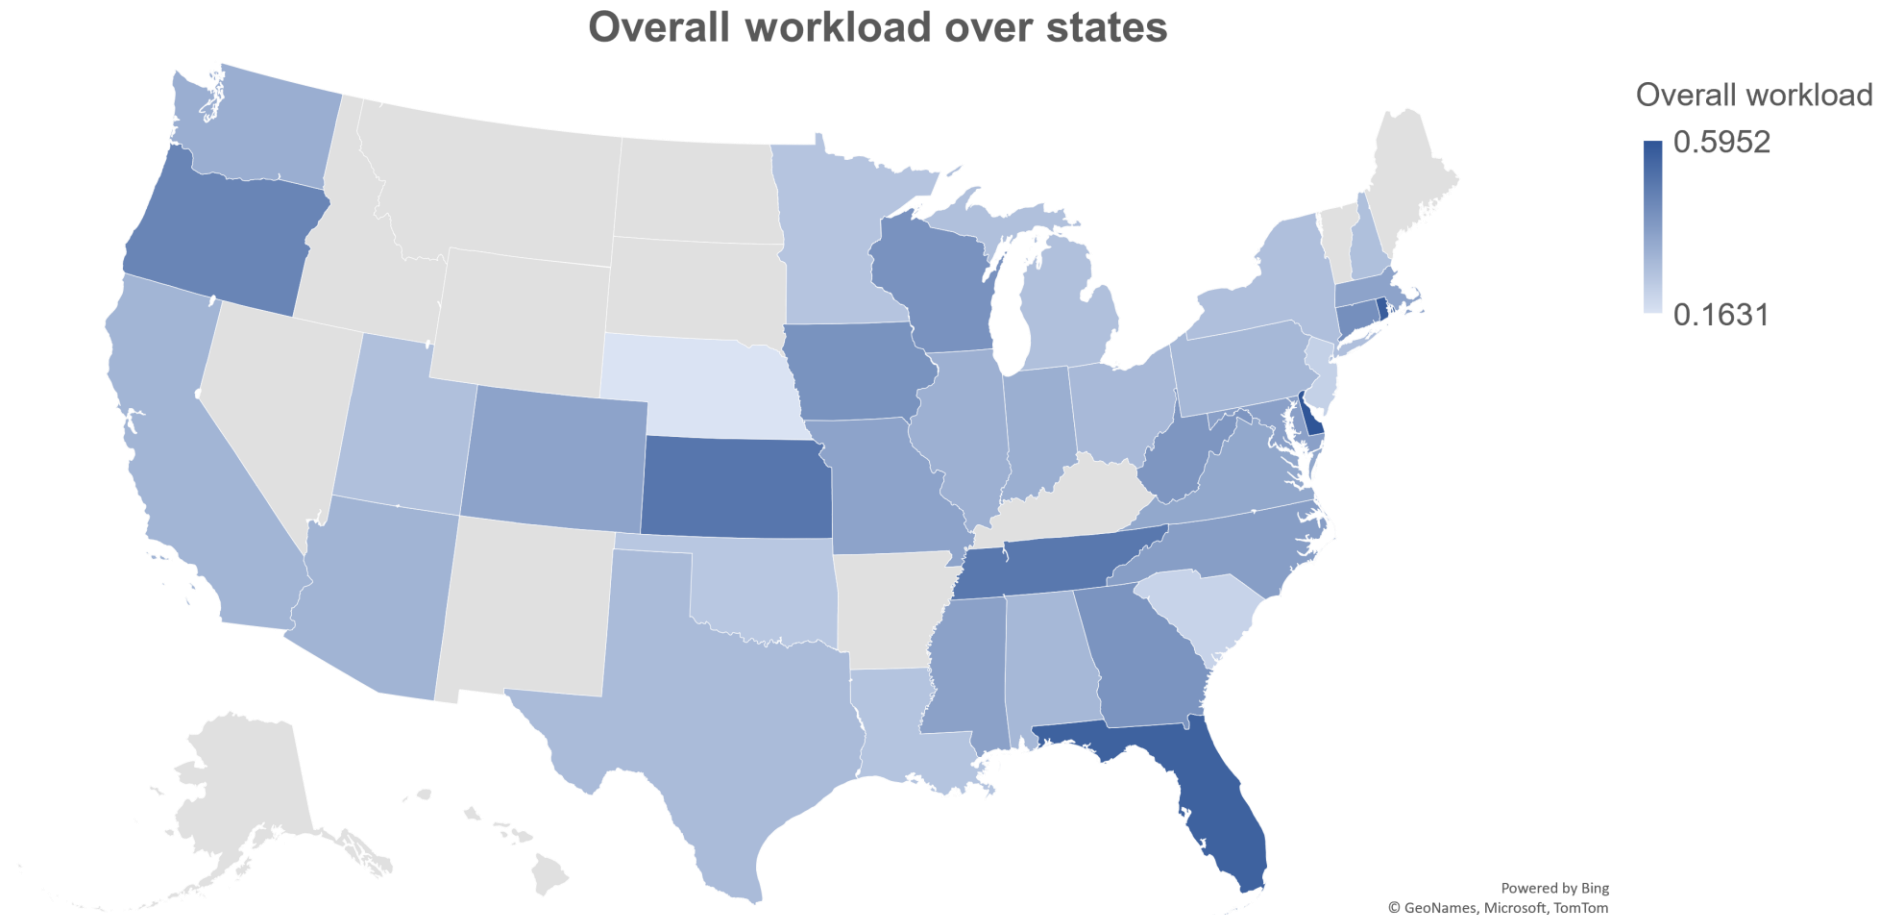 Overall workload over states
Overall workload
0.5952
0.1631
Powered by Bing
© GeoNames, Microsoft, TomTom